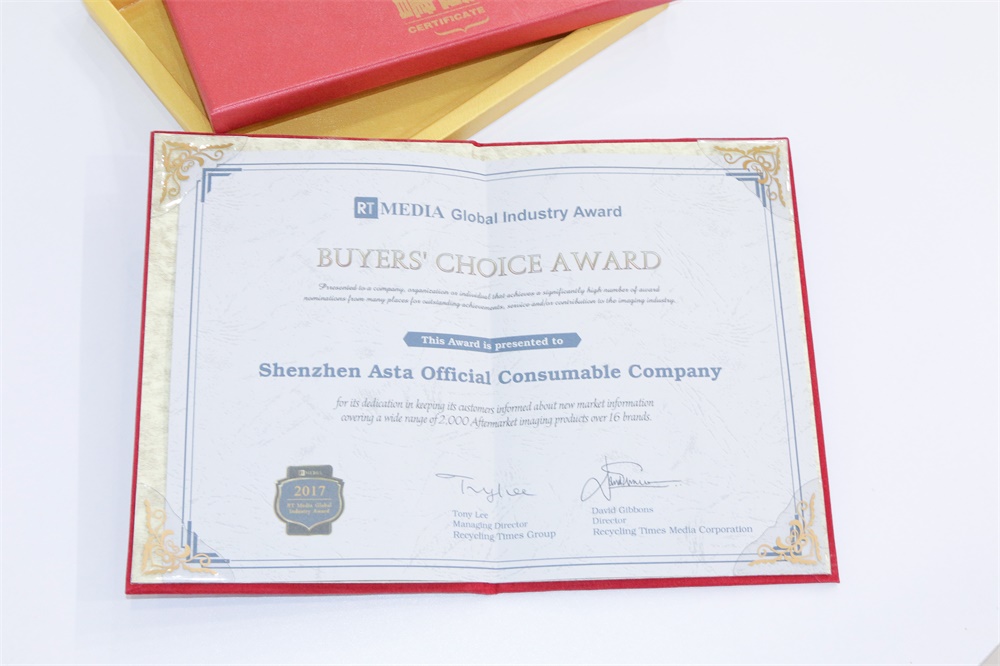 CERTIFICATE
RT MEDIA Global Industry Award
BUYERS' CHOICE AWARD
Presented to a company, organization or individual that achieves a significantly high number of award
nominations from many places for outstanding achievements, service and/or contribution to the imaging industry.
This Award is presented to
Shenzhen Asta Official Consumable Company
for its dedication in keeping its customers informed about new market information
covering a wide range of 2,000 Aftermarket imaging products over 16 brands.
2017
RT Media Global
Industry Award
Tony Lee
Managing Director
Recycling Times Group
David Gibbons
Director
Recycling Times Media Corporation